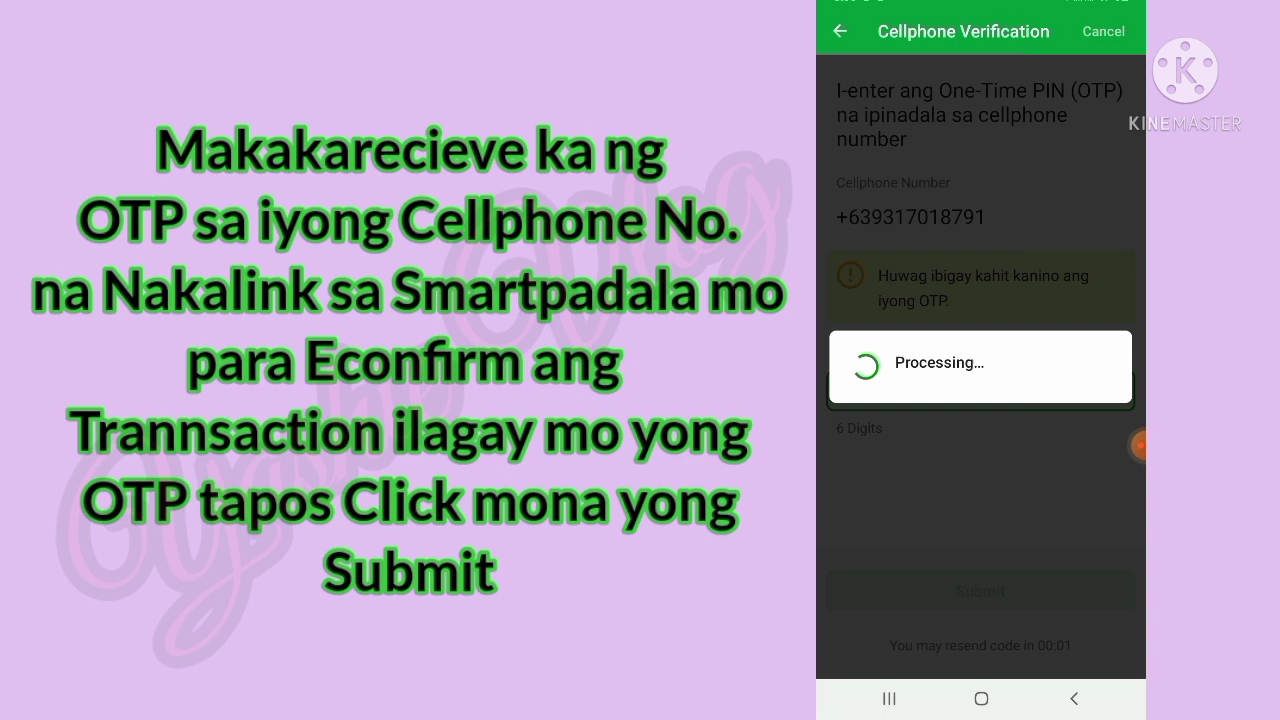 Makakarecieve ka ng
OTP sa iyong Cellphone No.
na Nakalink sa Smartpadala mo
para Econfirm ang
Trannsaction ilagay mo yong
OTP tapos Click mona yong
Submit
Cellphone Verification
Cancel
I-enter ang One-Time PIN (OTP)
na ipinadala sa cellphone
number
Cellphone Number
+639317018791
Huwag ibigay kahit kanino ang
iyong OTP.
Processing...
6 Digits
Submit
You may resend code in 00:01
K
KINEMASTER